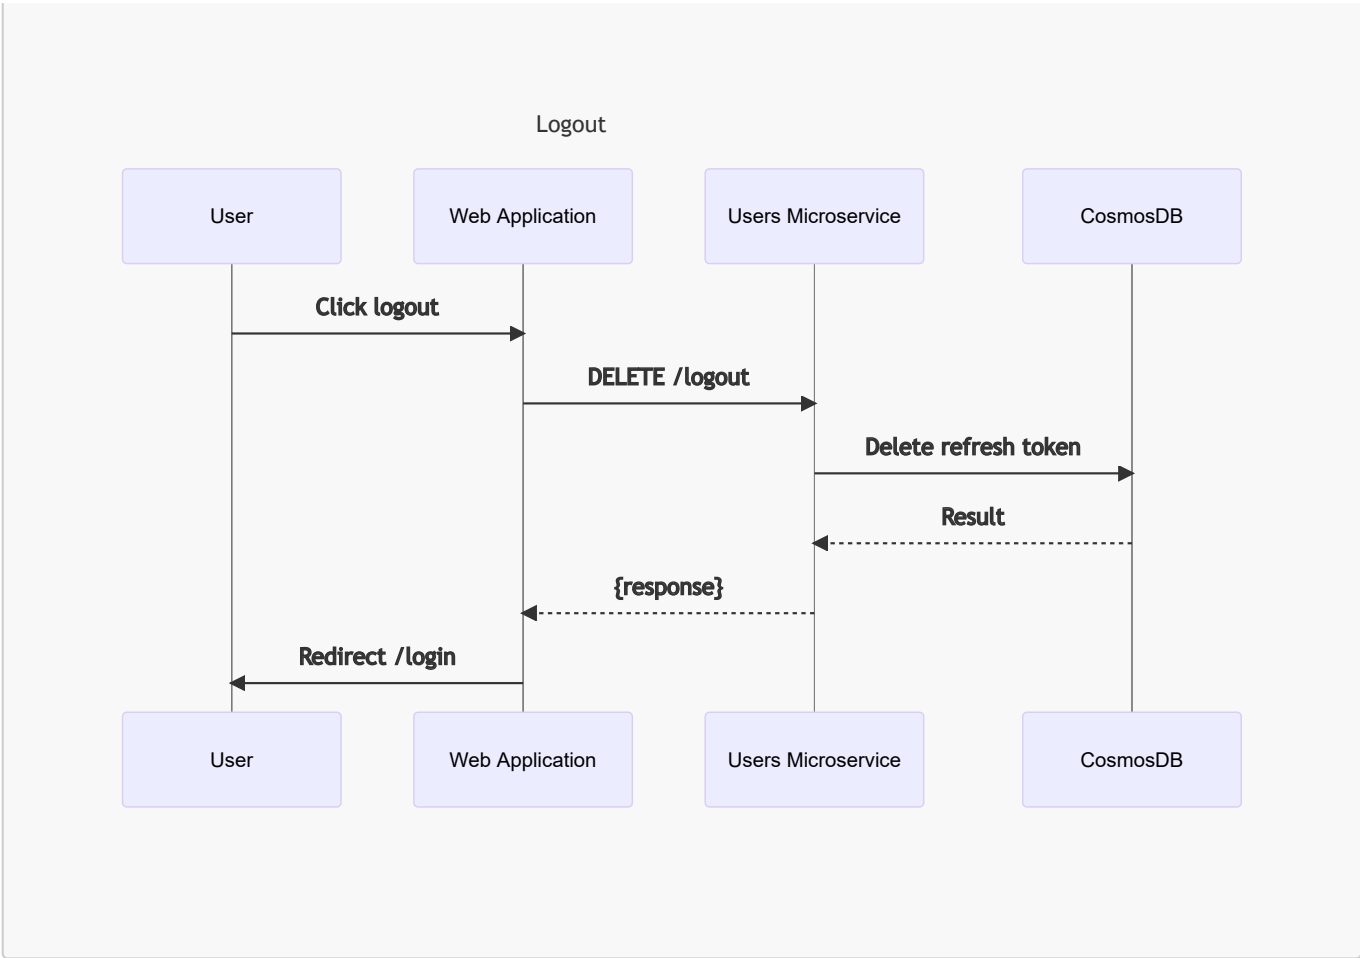 Logout
User
Web Application
Users Microservice
CosmosDB
Click logout
DELETE /logout
Delete refresh token
Result
{response}
Redirect /login
User
Web Application
Users Microservice
CosmosDB